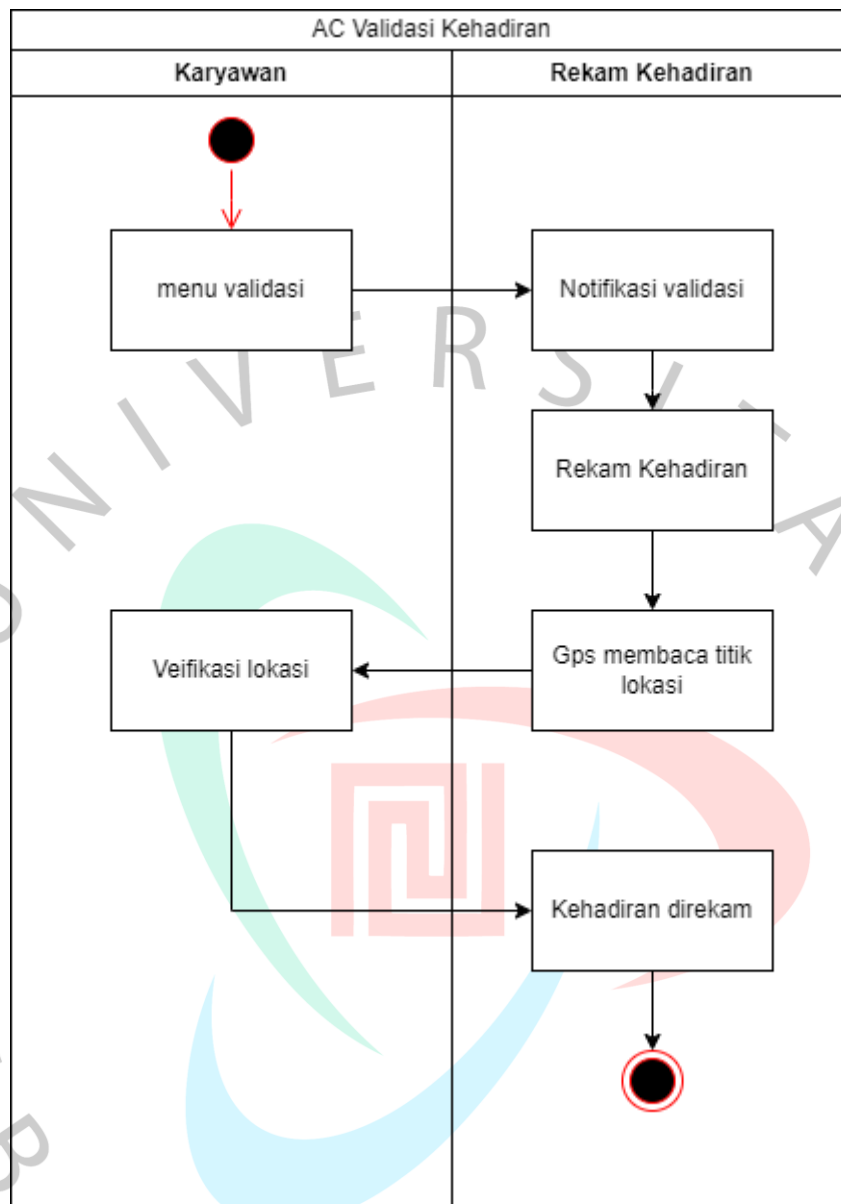 AC Validasi Kehadiran
Karyawan
Rekam Kehadiran
menu validasi
Notifikasi validasi
Rekam Kehadiran
Veifikasi lokasi
Gps membaca titik
lokasi
Kehadiran direkam
N I V E R S I T A
B